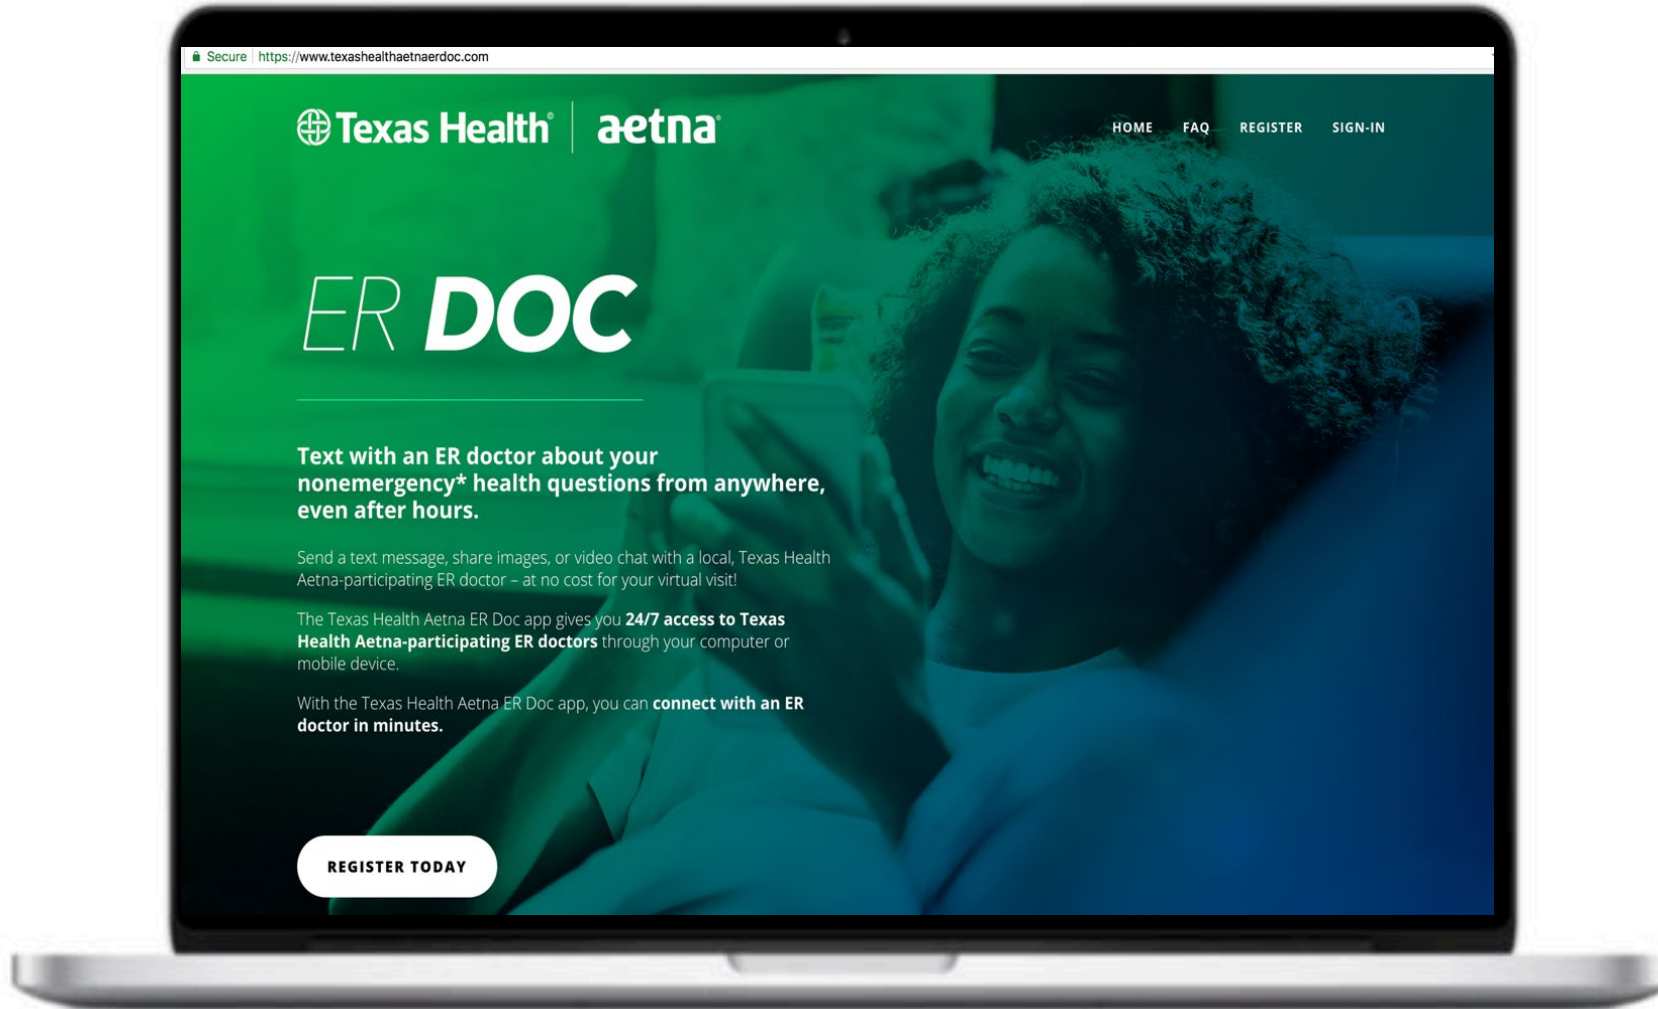 Secure | https://www.texashealthaetnaerdoc.com
Texas Health® | aetna®
HOME FAQ REGISTER SIGN-IN
ER DOC
Text with an ER doctor about your
nonemergency* health questions from anywhere,
even after hours.
Send a text message, share images, or video chat with a local, Texas Health
Aetna-participating ER doctor – at no cost for your virtual visit!
The Texas Health Aetna ER Doc app gives you 24/7 access to Texas
Health Aetna-participating ER doctors through your computer or
mobile device.
With the Texas Health Aetna ER Doc app, you can connect with an ER
doctor in minutes.
REGISTER TODAY